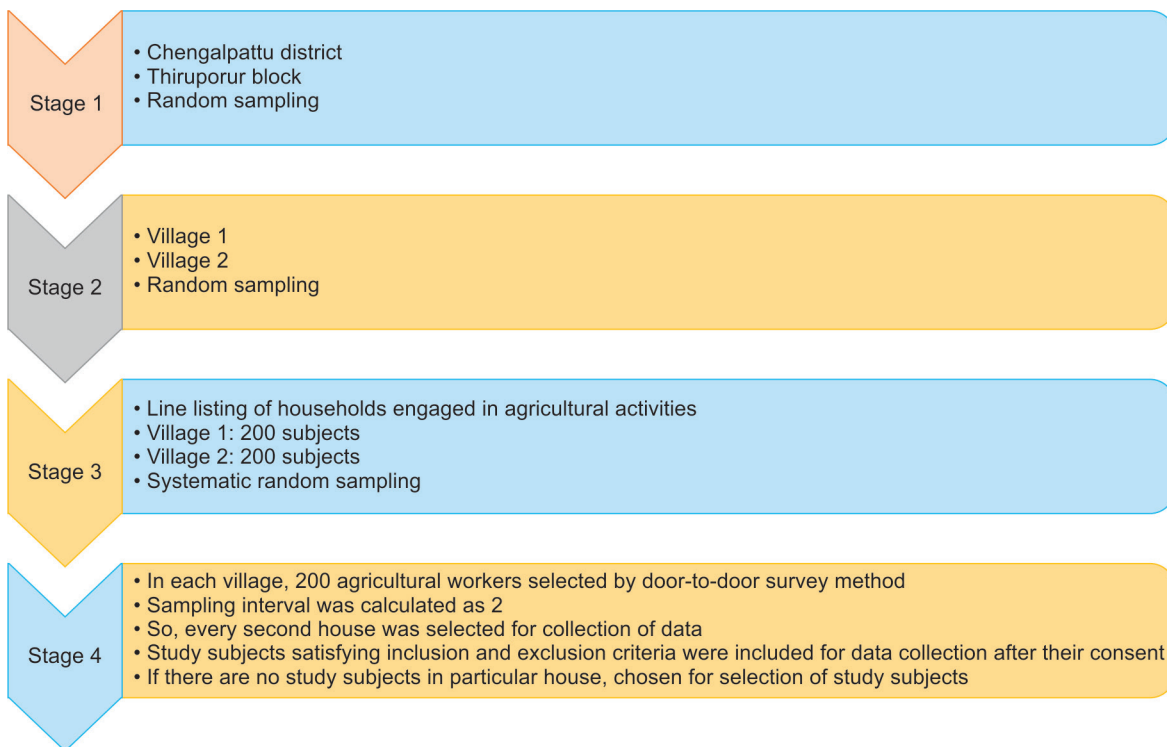 Stage 1
• Chengalpattu district
• Thiruporur block
• Random sampling
Stage 2
• Village 1
• Village 2
• Random sampling
Stage 3
• Line listing of households engaged in agricultural activities
• Village 1: 200 subjects
• Village 2: 200 subjects
• Systematic random sampling
Stage 4
• In each village, 200 agricultural workers selected by door-to-door survey method
• Sampling interval was calculated as 2
• So, every second house was selected for collection of data
• Study subjects satisfying inclusion and exclusion criteria were included for data collection after their consent
• If there are no study subjects in particular house, chosen for selection of study subjects